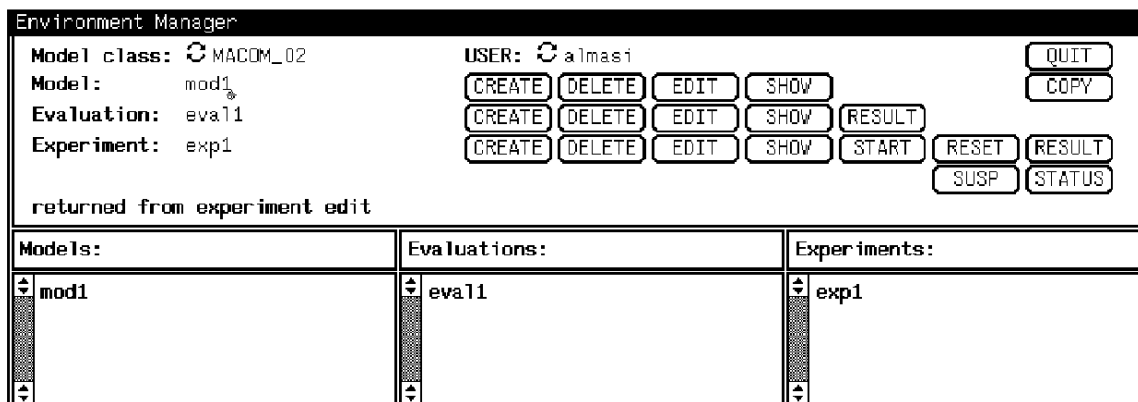 Environment Manager
Model class: MACOM_02 USER: almasi QUIT
Model: mod1 CREATE DELETE EDIT SHOW COPY
Evaluation: eval1 CREATE DELETE EDIT SHOW RESULT
Experiment: exp1 CREATE DELETE EDIT SHOW START RESET RESULT
SUSP STATUS
returned from experiment edit
Models: Evaluations: Experiments:
mod1 eval1 exp1